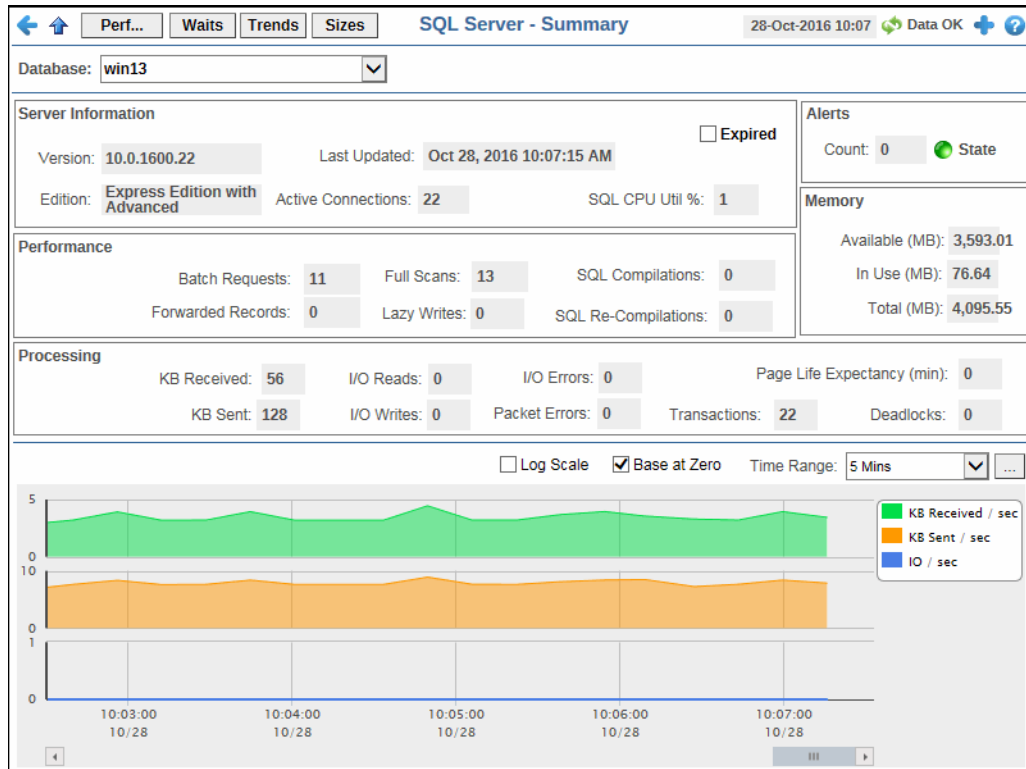 Perf... Waits Trends Sizes SQL Server - Summary 28-Oct-2016 10:07 Data OK
Database: win13
Server Information
Expired
Version: 10.0.1600.22 Last Updated: Oct 28, 2016 10:07:15 AM
Edition: Express Edition with Advanced Active Connections: 22 SQL CPU Util %: 1
Alerts
Count: 0 State
Memory
Available (MB): 3,593.01
In Use (MB): 76.64
Total (MB): 4,095.55
Performance
Batch Requests: 11 Full Scans: 13 SQL Compilations: 0
Forwarded Records: 0 Lazy Writes: 0 SQL Re-Compilations: 0
Processing
KB Received: 56 I/O Reads: 0 I/O Errors: 0 Page Life Expectancy (min): 0
KB Sent: 128 I/O Writes: 0 Packet Errors: 0 Transactions: 22 Deadlocks: 0
Log Scale Base at Zero Time Range: 5 Mins ...
5
0
10
0
1
0
KB Received / sec
KB Sent / sec
IO / sec
10:03:00 10:04:00 10:05:00 10:06:00 10:07:00
10/28 10/28 10/28 10/28 10/28